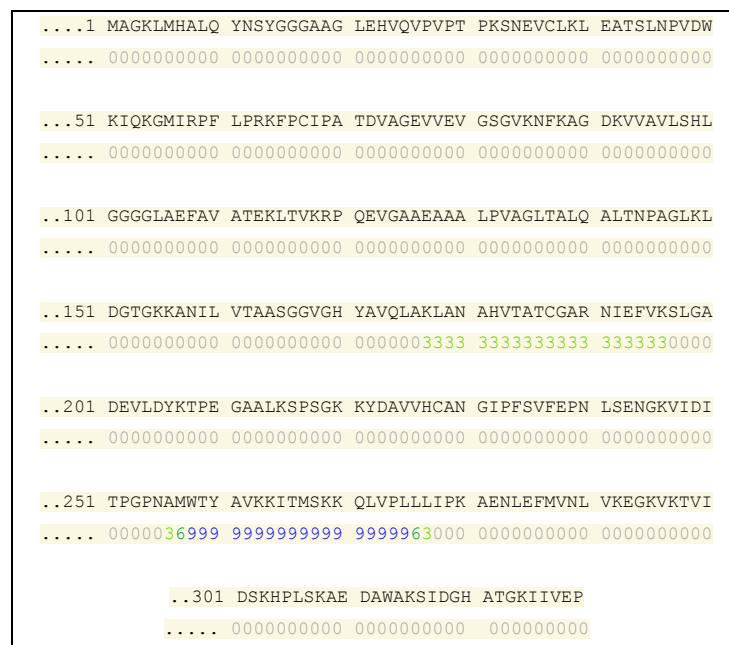 ....1 MAGKLMHALQ YNSYGGGAAG LEHVQVPVPT PKSNEVCLKL EATSLNPVDW
..... 0000000000 0000000000 0000000000 0000000000 0000000000
...51 KIQKGMIRPF LPRKFPCIPA TDVAGEVVEV GSGVKNFKAG DKVVAVLSHL
..... 0000000000 0000000000 0000000000 0000000000 0000000000
..101 GGGGLAEFAV ATEKLTVKRP QEVGAAEAAA LPVAGLTALQ ALTNPAGLKL
..... 0000000000 0000000000 0000000000 0000000000 0000000000
..151 DGTGKKANIL VTAASGGVGH YAVQLAKLAN AHVTATCGAR NIEFVKSLGA
..... 0000000000 0000000000 0000003333 3333333333 3333330000
..201 DEVLDYKTPE GAALKSPSGK KYDAVVHCAN GIPFSVFEPN LSENGKVIDI
..... 0000000000 0000000000 0000000000 0000000000 0000000000
..251 TPGPNAMWTY AVKKITMSKK QLVPLLLIPK AENLEFMVNL VKEGKVKTVI
..... 0000036999 9999999999 9999963000 0000000000 0000000000
..301 DSKHPLSKAE DAWAKSIDGH ATGKIIVEP
..... 0000000000 0000000000 000000000